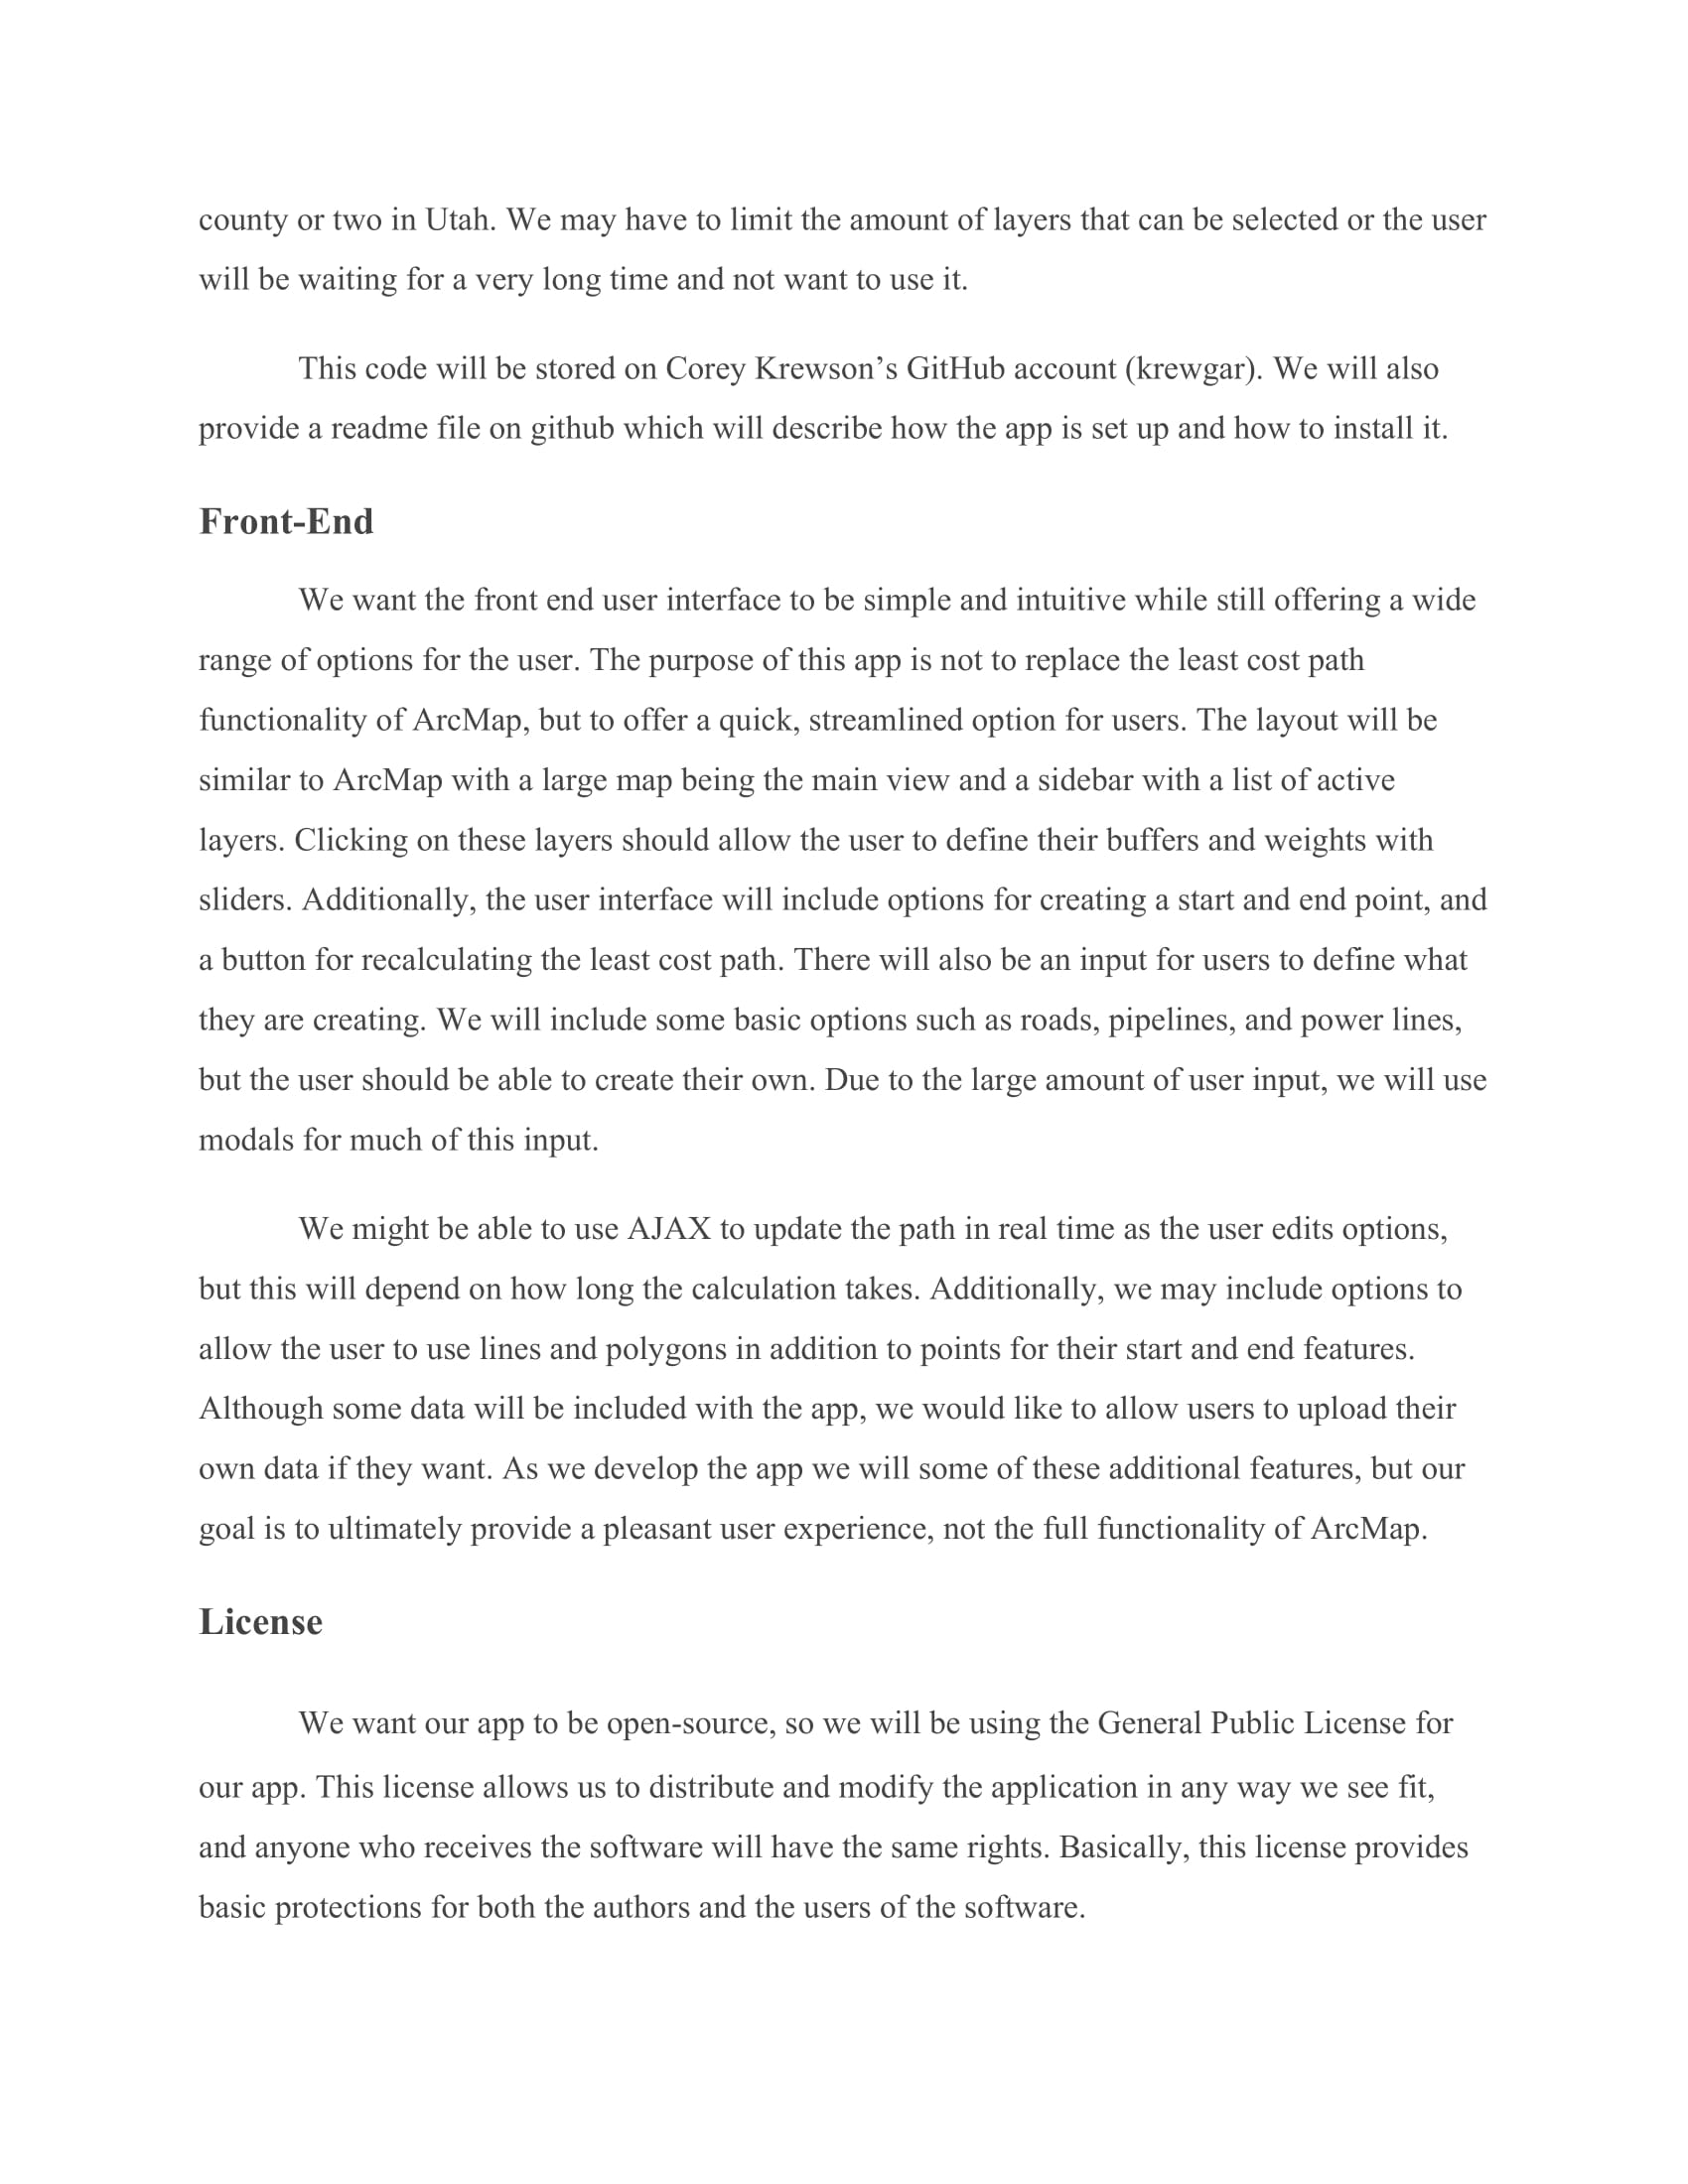 county or two in Utah. We may have to limit the amount of layers that can be selected or the user
will be waiting for a very long time and not want to use it.
This code will be stored on Corey Krewson’s GitHub account (krewgar). We will also
provide a readme file on github which will describe how the app is set up and how to install it.
Front-End
We want the front end user interface to be simple and intuitive while still offering a wide
range of options for the user. The purpose of this app is not to replace the least cost path
functionality of ArcMap, but to offer a quick, streamlined option for users. The layout will be
similar to ArcMap with a large map being the main view and a sidebar with a list of active
layers. Clicking on these layers should allow the user to define their buffers and weights with
sliders. Additionally, the user interface will include options for creating a start and end point, and
a button for recalculating the least cost path. There will also be an input for users to define what
they are creating. We will include some basic options such as roads, pipelines, and power lines,
but the user should be able to create their own. Due to the large amount of user input, we will use
modals for much of this input.
We might be able to use AJAX to update the path in real time as the user edits options,
but this will depend on how long the calculation takes. Additionally, we may include options to
allow the user to use lines and polygons in addition to points for their start and end features.
Although some data will be included with the app, we would like to allow users to upload their
own data if they want. As we develop the app we will some of these additional features, but our
goal is to ultimately provide a pleasant user experience, not the full functionality of ArcMap.
License
We want our app to be open-source, so we will be using the General Public License for
our app. This license allows us to distribute and modify the application in any way we see fit,
and anyone who receives the software will have the same rights. Basically, this license provides
basic protections for both the authors and the users of the software.